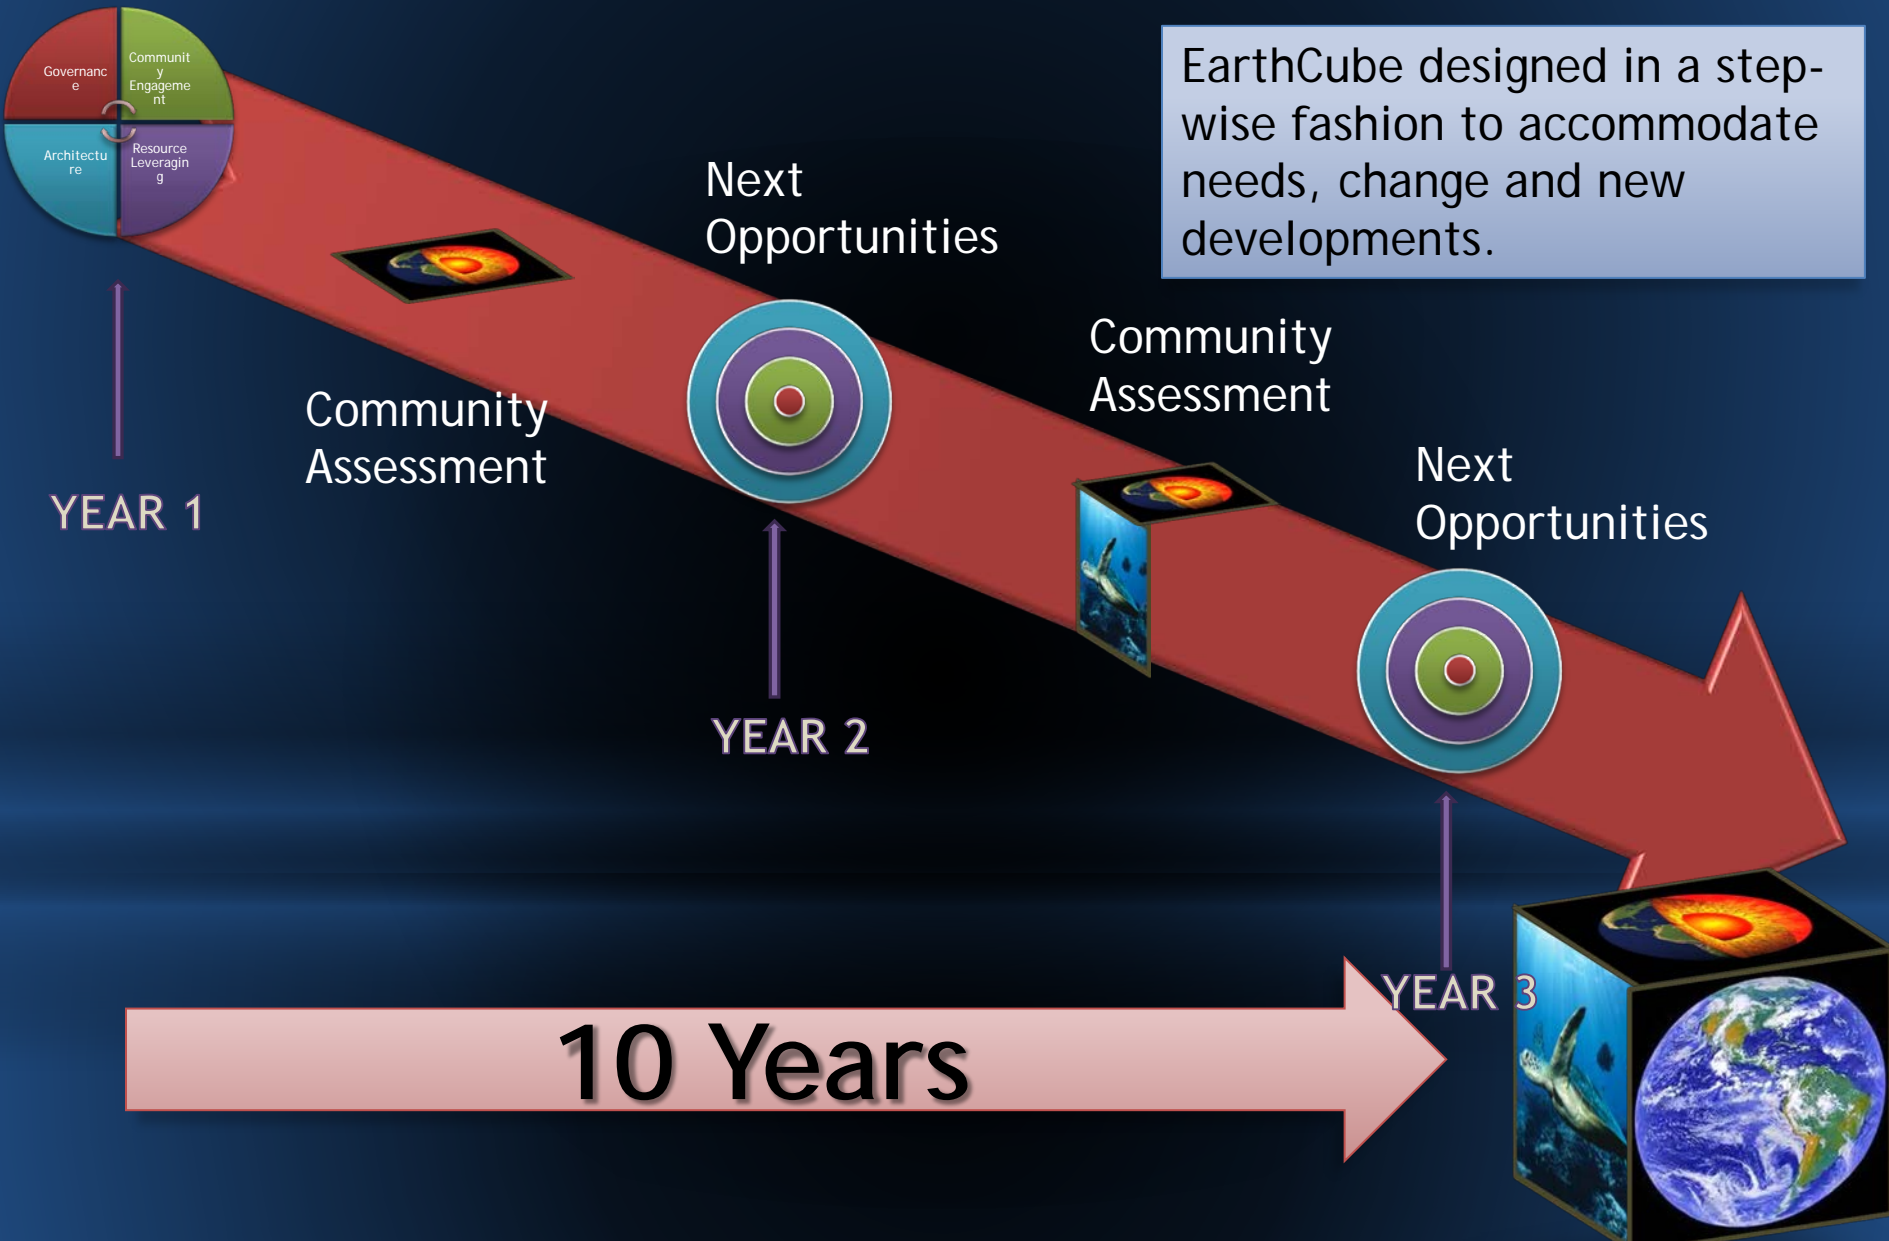 Governanc
e
Communit
y
Engageme
nt
Architectu
re
Resource
Leveragin
g
EarthCube designed in a step-
wise fashion to accommodate
needs, change and new
developments.
Next
Opportunities
Community
Assessment
Community
Assessment
Next
Opportunities
YEAR 1
YEAR 2
YEAR 3
10 Years